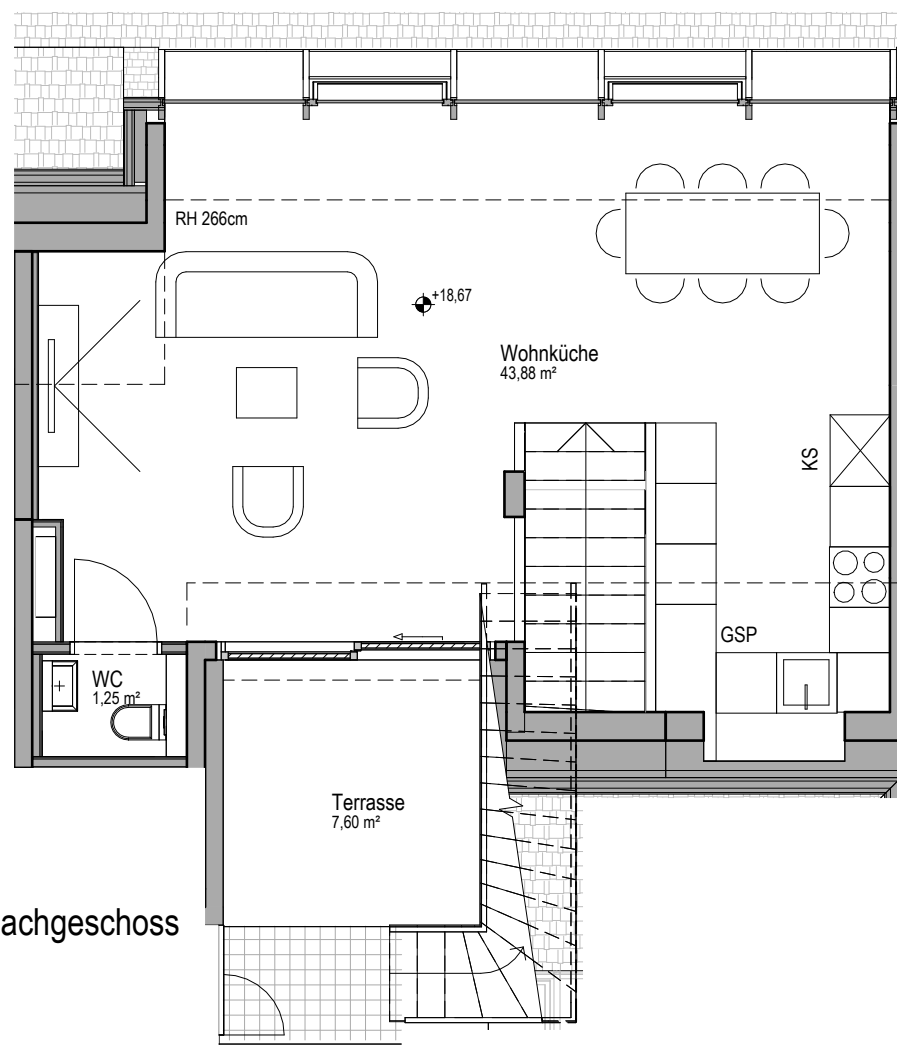 RH 266cm
+18,67
Wohnküche
43,88 m²
KS
GSP
WC
1,25 m²
Terrasse
7,60 m²
achgeschoss